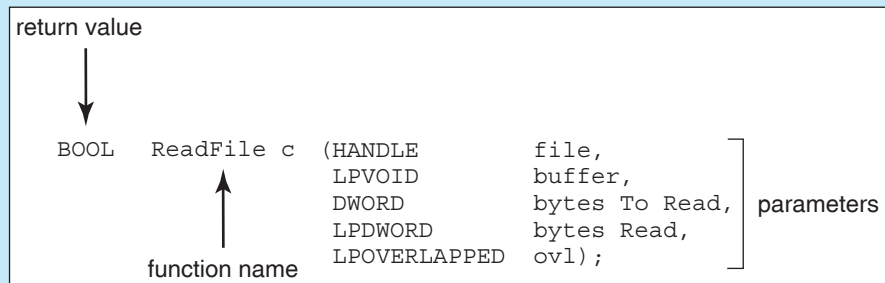 return value
BOOL ReadFile c (HANDLE file,
LPVOID buffer,
DWORD bytes To Read,
LPDWORD bytes Read,
LPOVERLAPPED ovl);
parameters
function name